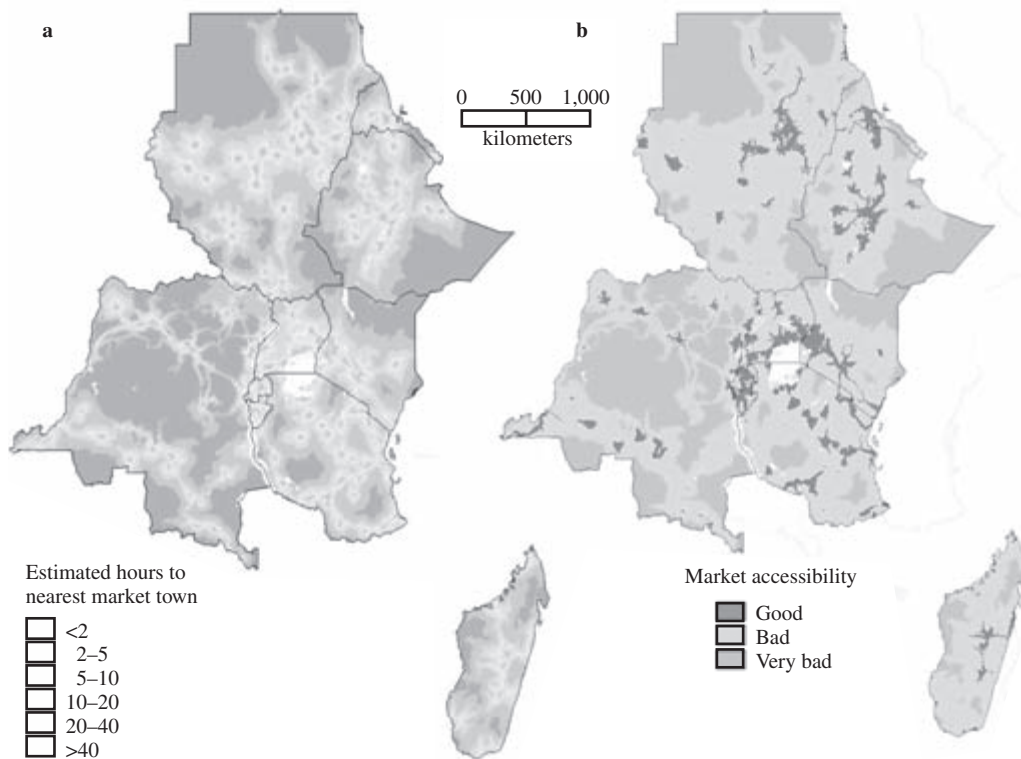 a
b
0 500 1,000
kilometers
Estimated hours to
nearest market town
<2
2–5
5–10
10–20
20–40
>40
Market accessibility
Good
Bad
Very bad